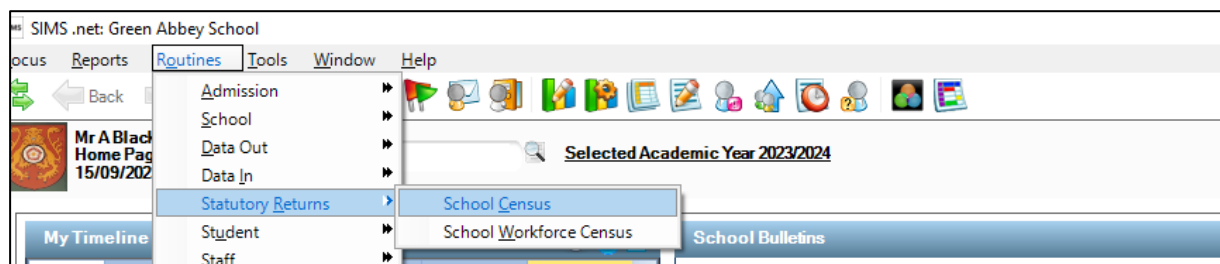 SIMS .net: Green Abbey School
ocus Reports Routines Tools Window Help
Back
Mr A Black
Home Pag
15/09/202
Selected Academic Year 2023/2024
Admission
School
Data Out
Data In
Statutory Returns
Student
Staff
School Census
School Workforce Census
My Timeline
School Bulletins